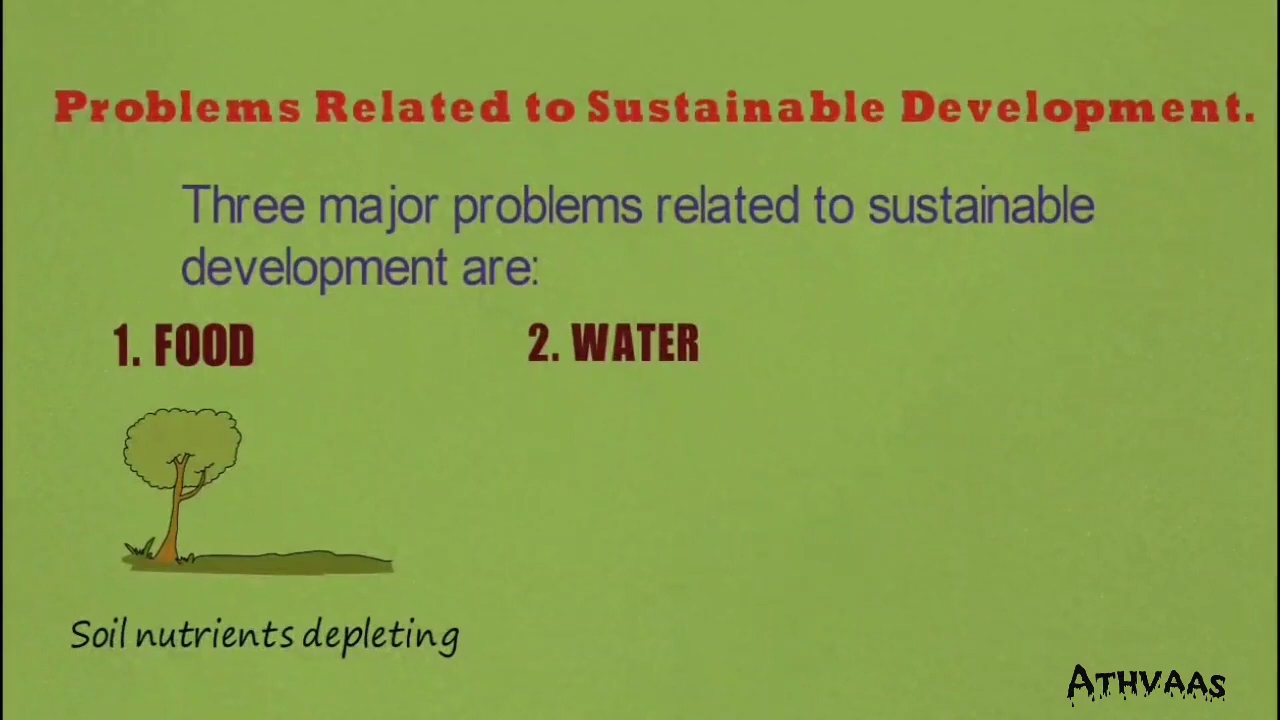 Problems Related to Sustainable Development.
Three major problems related to sustainable
development are:
1. FOOD
2. WATER
Soil nutrients depleting
ATHVAAS